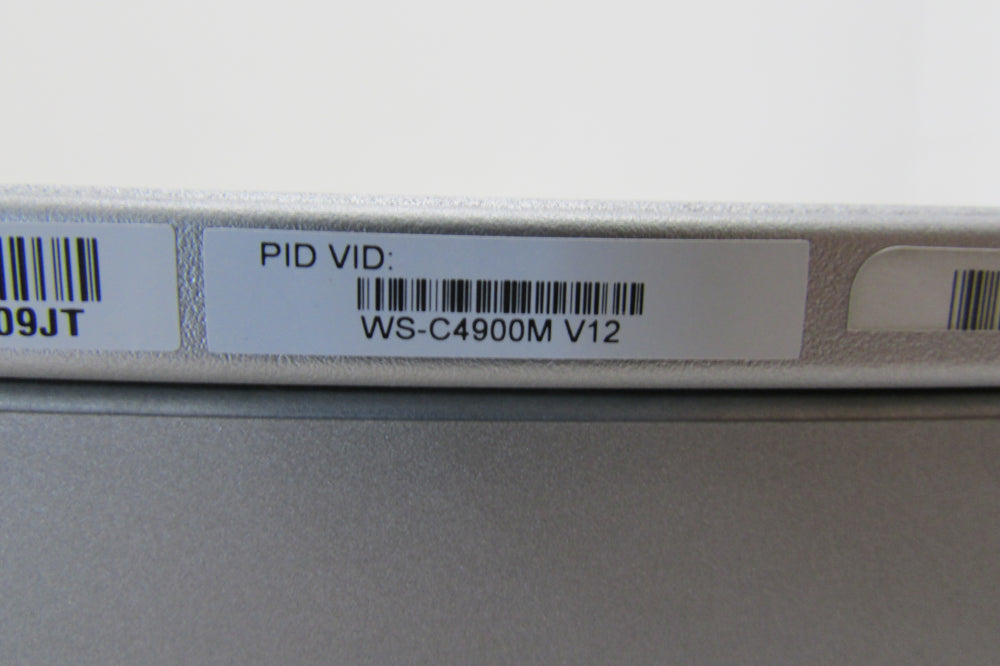 09JT
PID VID:
WS-C4900M V12